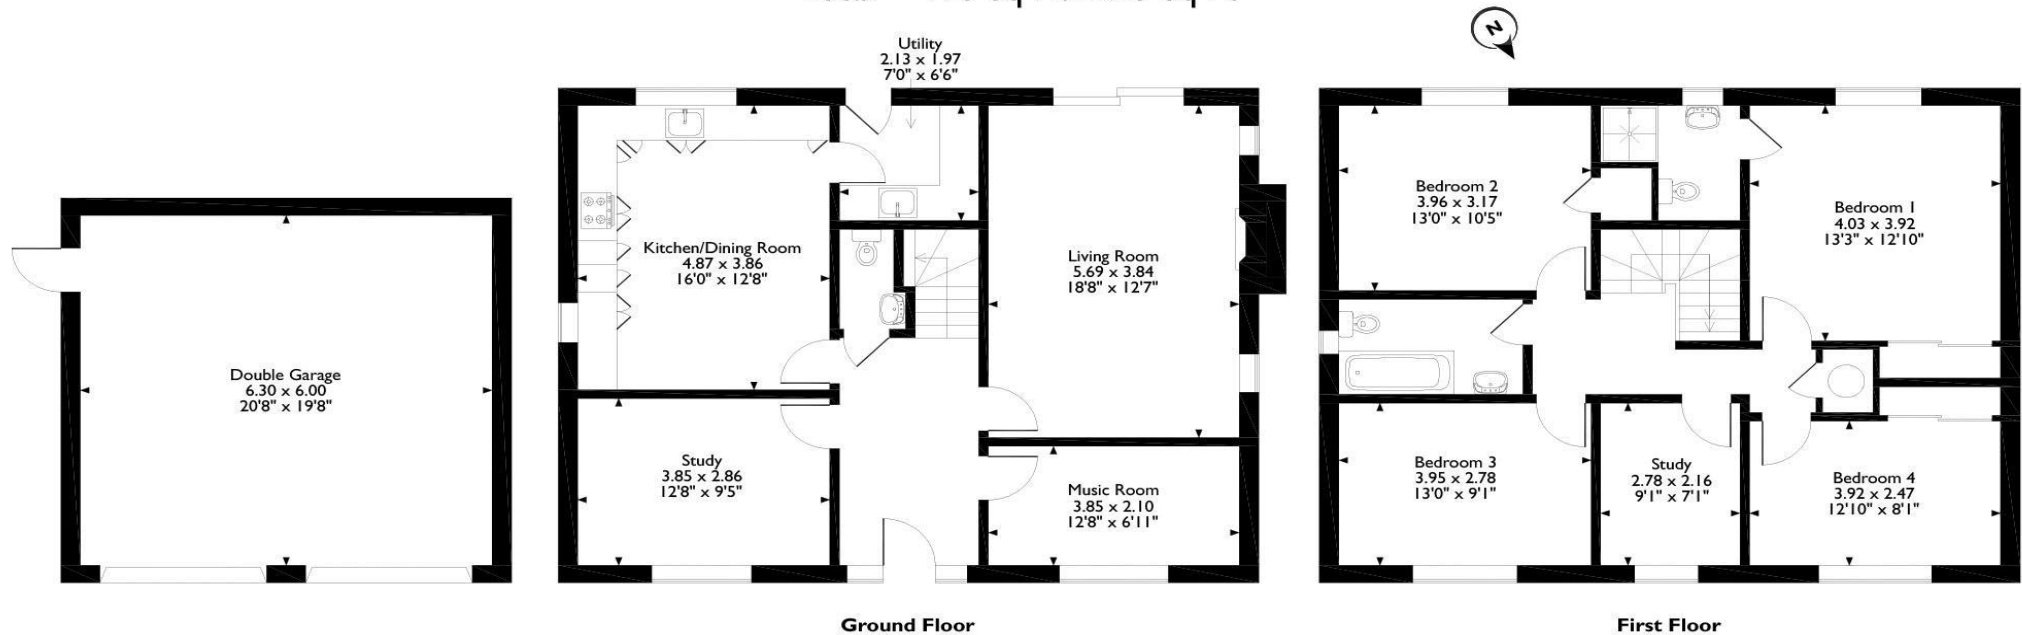 N
Utility
2.13 x 1.97
7'0" x 6'6"
Kitchen/Dining Room
4.87 x 3.86
16'0" x 12'8"
Living Room
5.69 x 3.84
18'8" x 12'7"
Double Garage
6.30 x 6.00
20'8" x 19'8"
Study
3.85 x 2.86
12'8" x 9'5"
Music Room
3.85 x 2.10
12'8" x 6'11"
Bedroom 2
3.96 x 3.17
13'0" x 10'5"
Bedroom 1
4.03 x 3.92
13'3" x 12'10"
Bedroom 3
3.95 x 2.78
13'0" x 9'1"
Study
2.78 x 2.16
9'1" x 7'1"
Bedroom 4
3.92 x 2.47
12'10" x 8'1"
Ground Floor
First Floor